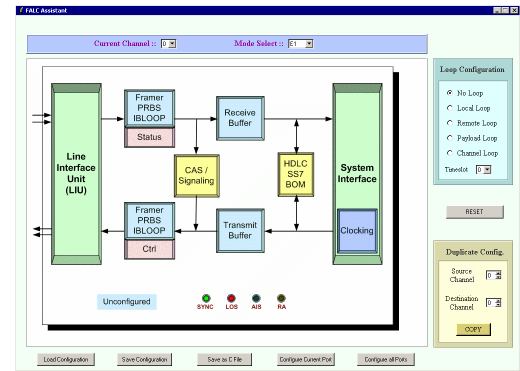 FALC Assistant
Current Channel :: 0
Mode Select :: E1
Framer
PRBS
IBLOOP
Status
Receive
Buffer
Line
Interface
Unit
(LIU)
CAS /
Signaling
HDLC
SS7
BOM
System
Interface
Framer
PRBS
IBLOOP
Ctrl
Transmit
Buffer
Clocking
Unconfigured
SYNC LOS AIS RA
Loop Configuration
No Loop
Local Loop
Remote Loop
Payload Loop
Channel Loop
Timeslot 0
RESET
Duplicate Config.
Source
Channel 0
Destination
Channel 0
COPY
Load Configuration
Save Configuration
Save as C File
Configure Current Port
Configure all Ports